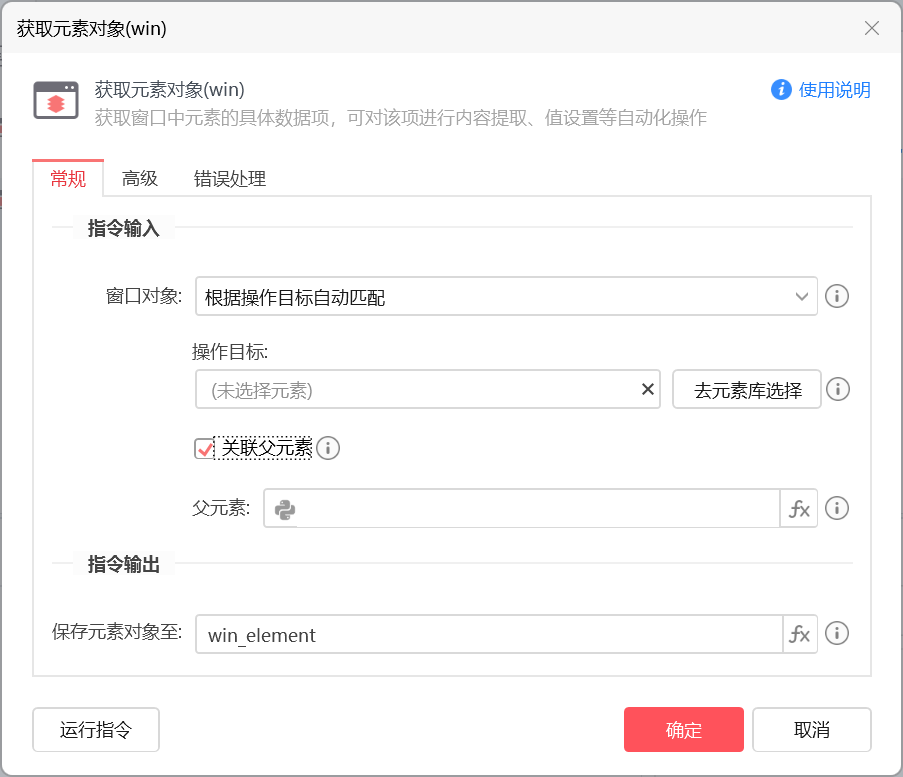 获取元素对象(win)
获取元素对象(win)
使用说明
获取窗口中元素的具体数据项，可对该项进行内容提取、值设置等自动化操作
常规 高级 错误处理
指令输入
窗口对象: 根据操作目标自动匹配
操作目标:
(未选择元素) 去元素库选择
关联父元素
父元素: fx
指令输出
保存元素对象至: win_element fx
运行指令 确定 取消